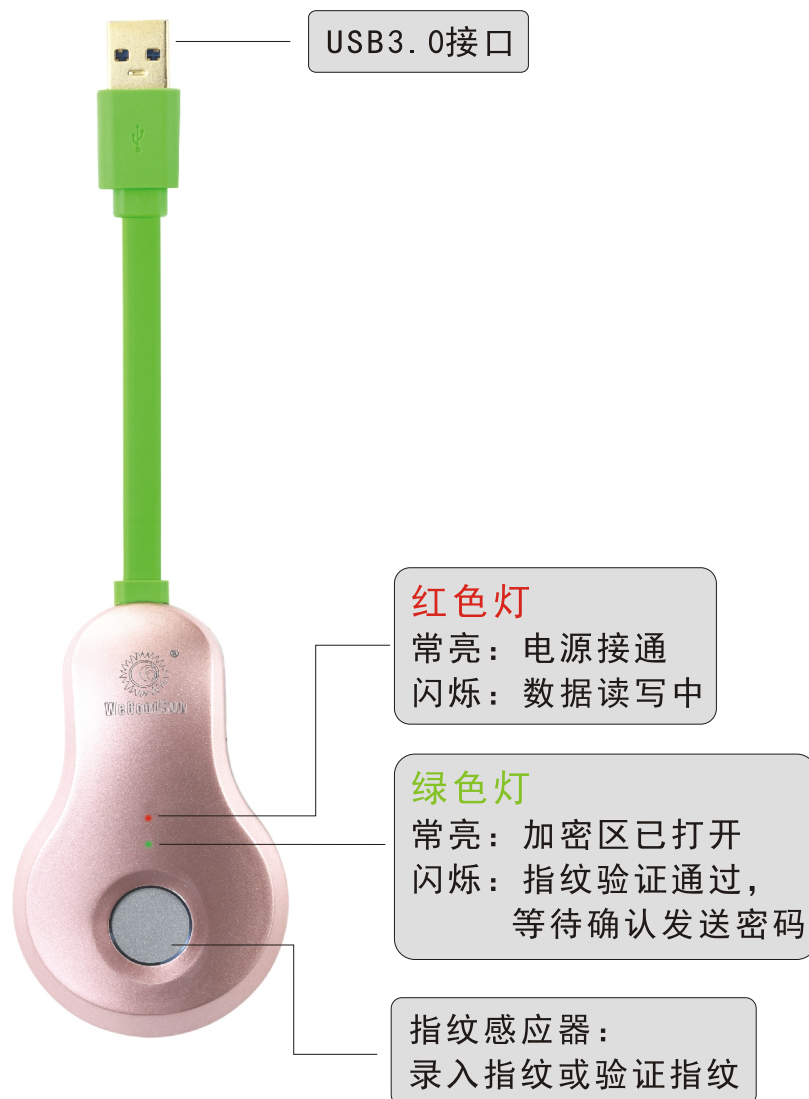 USB3.0接口
红色灯
常亮：电源接通
闪烁：数据读写中
®
WeGoodSun
绿色灯
常亮：加密区已打开
闪烁：指纹验证通过，
等待确认发送密码
指纹感应器：
录入指纹或验证指纹